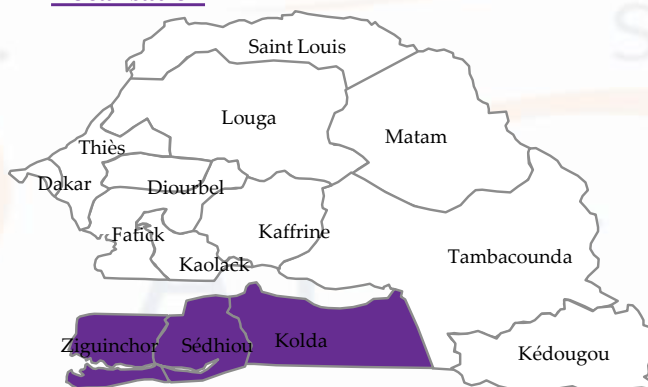 Saint Louis
Louga
Matam
Thiès
Dakar
Diourbel
Fatick
Kaffrine
Kaolack
Tambacounda
Ziguinchor
Sédhiou
Kolda
Kédougou